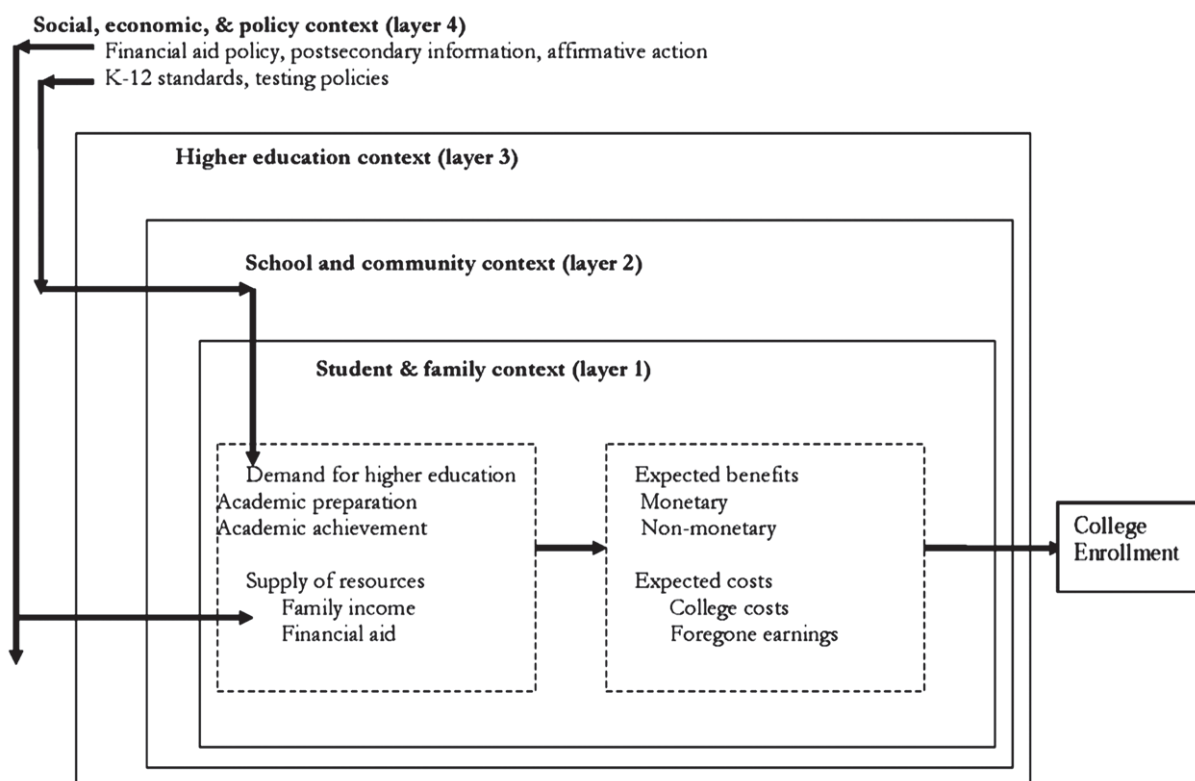 Social, economic, & policy context (layer 4)
Financial aid policy, postsecondary information, affirmative action
K-12 standards, testing policies
Higher education context (layer 3)
School and community context (layer 2)
Student & family context (layer 1)
Demand for higher education
Academic preparation
Academic achievement
Supply of resources
Family income
Financial aid
Expected benefits
Monetary
Non-monetary
Expected costs
College costs
Foregone earnings
College
Enrollment